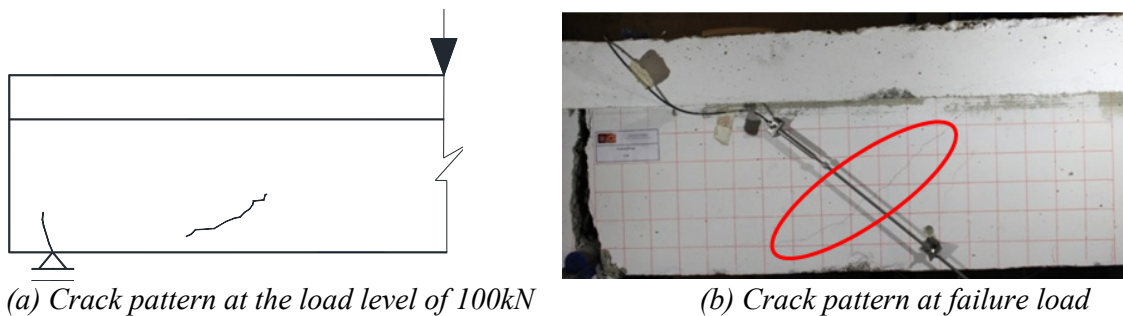 (a) Crack pattern at the load level of 100kN
(b) Crack pattern at failure load